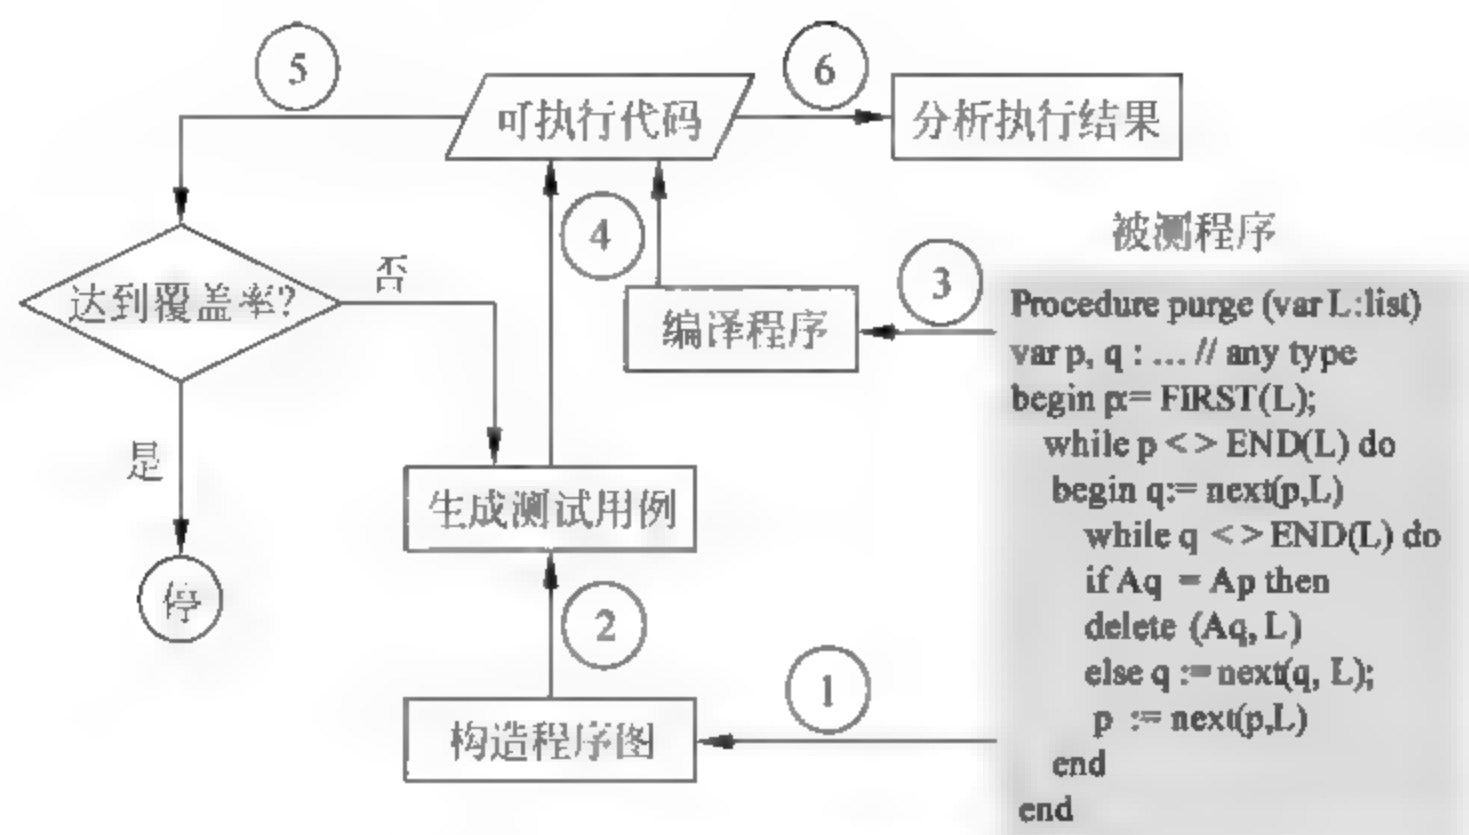 5
6
可执行代码
分析执行结果
4
被测程序
3
达到覆盖率?
否
编译程序
Procedure purge (var L:list)
var p, q : … // any type
begin p:= FIRST(L);
while p < > END(L) do
begin q:= next(p,L)
while q < > END(L) do
if Aq = Ap then
delete (Aq, L)
else q := next(q, L);
p := next(p,L)
end
end
是
生成测试用例
停
2
1
构造程序图